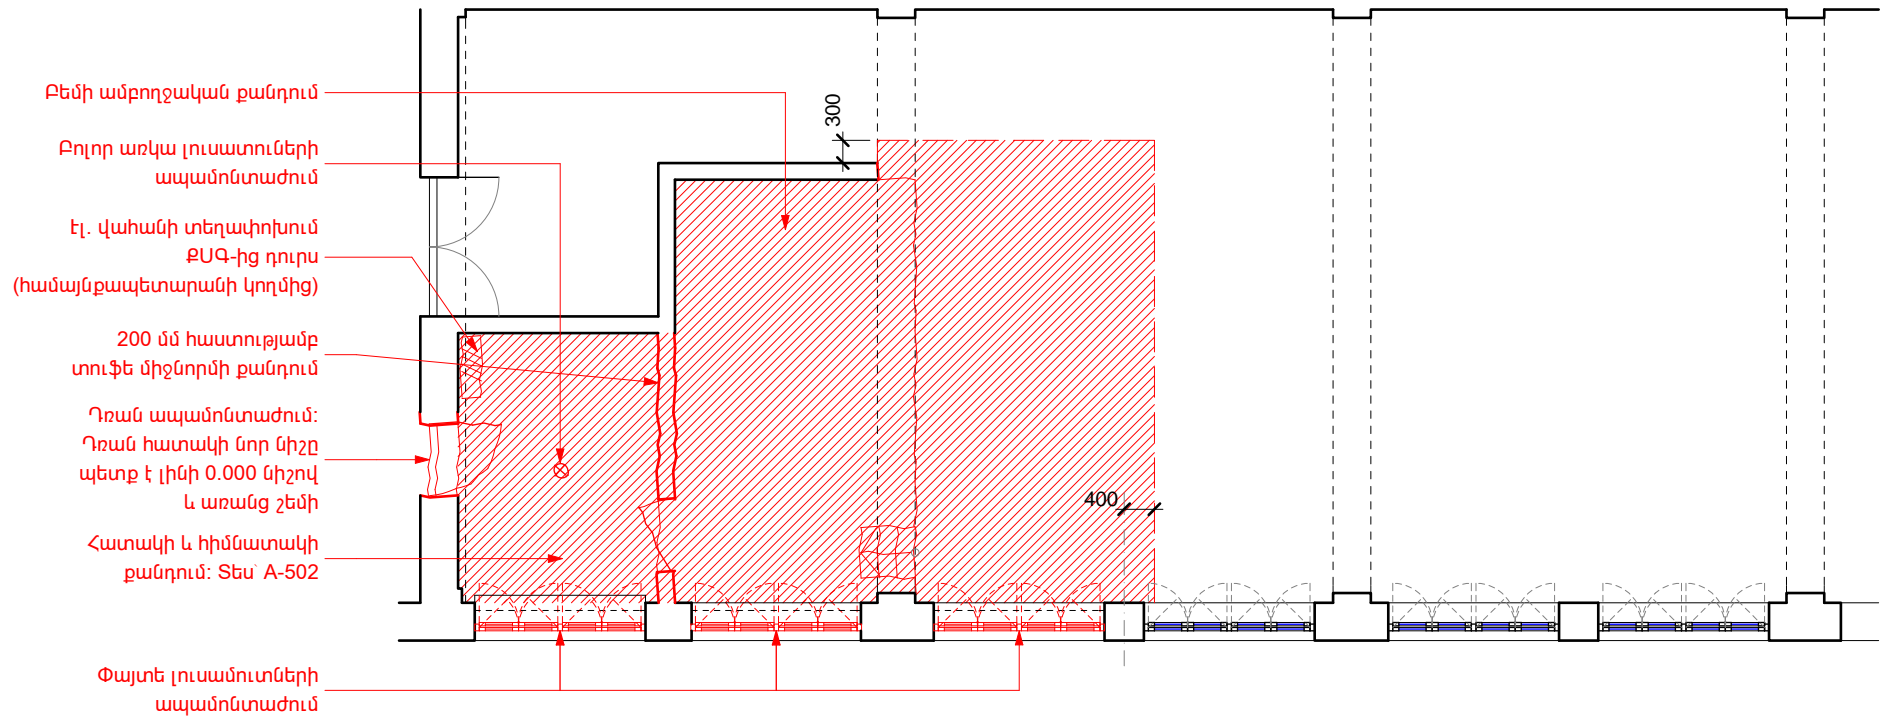 Բեմի ամբողջական քանդում
Բոլոր առկա լուսատուների
ապամոնտաժում
էլ. վահանի տեղափոխում
ՔՍԳ-ից դուրս
(համայնքապետարանի կողմից)
200 մմ հաստությամբ
տուֆե միջնորմի քանդում
Դռան ապամոնտաժում:
Դռան հատակի նոր նիշը
պետք է լինի 0.000 նիշով
և առանց շեմի
Հատակի և հիմնատակի
քանդում: Տես՝ A-502
Փայտե լուսամուտների
ապամոնտաժում
300
400